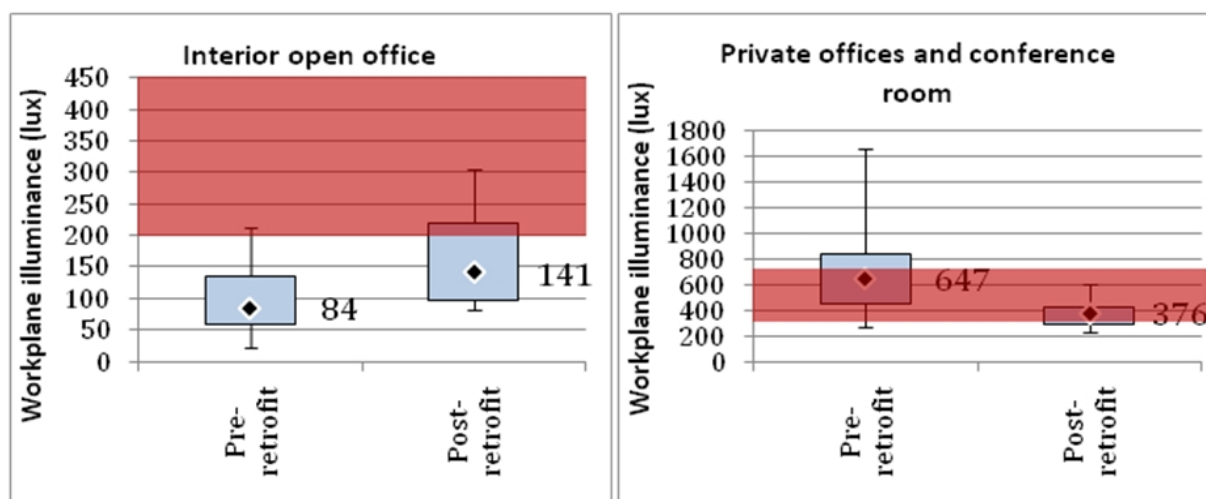 Interior open office
Workplane illuminance (lux)
450
400
350
300
250
200
150
100
50
0
84
141
Pre-
retrofit
Post-
retrofit
Private offices and conference
room
Workplane illuminance (lux)
1800
1600
1400
1200
1000
800
600
400
200
0
647
376
Pre-
retrofit
Post-
retrofit